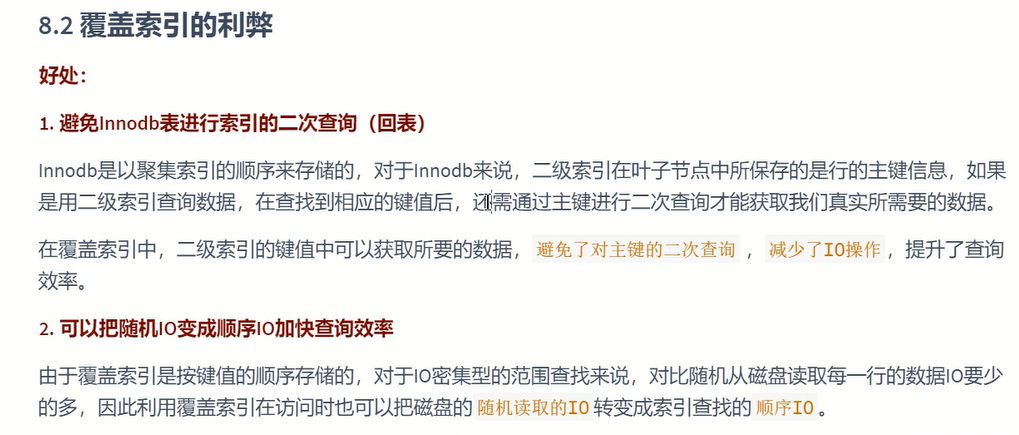 8.2 覆盖索引的利弊
好处：
1. 避免Innodb表进行索引的二次查询（回表）
Innodb是以聚集索引的顺序来存储的，对于Innodb来说，二级索引在叶子节点中所保存的是行的主键信息，如果
是用二级索引查询数据，在查找到相应的键值后，还需通过主键进行二次查询才能获取我们真实所需要的数据。
在覆盖索引中，二级索引的键值中可以获取所要的数据， 避免了对主键的二次查询 ， 减少了IO操作 ，提升了查询
效率。
2. 可以把随机IO变成顺序IO加快查询效率
由于覆盖索引是按键值的顺序存储的，对于IO密集型的范围查找来说，对比随机从磁盘读取每一行的数据IO要少
的多，因此利用覆盖索引在访问时也可以把磁盘的 随机读取的IO 转变成索引查找的 顺序IO 。